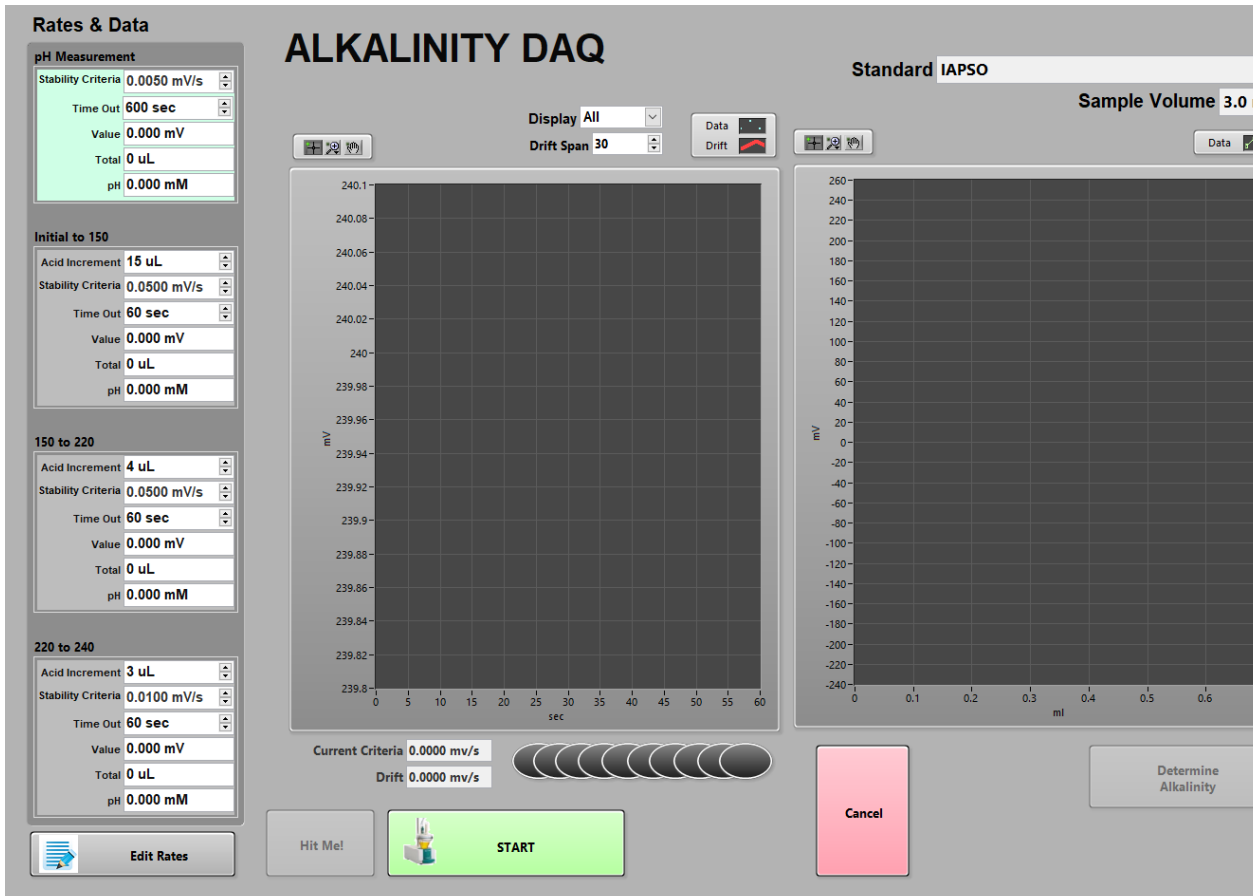 Rates & Data
pH Measurement
Stability Criteria 0.0050 mV/s
Time Out 600 sec
Value 0.000 mV
Total 0 uL
pH 0.000 mM
Initial to 150
Acid Increment 15 uL
Stability Criteria 0.0500 mV/s
Time Out 60 sec
Value 0.000 mV
Total 0 uL
pH 0.000 mM
150 to 220
Acid Increment 4 uL
Stability Criteria 0.0500 mV/s
Time Out 60 sec
Value 0.000 mV
Total 0 uL
pH 0.000 mM
220 to 240
Acid Increment 3 uL
Stability Criteria 0.0100 mV/s
Time Out 60 sec
Value 0.000 mV
Total 0 uL
pH 0.000 mM
Edit Rates
ALKALINITY DAQ
Display All
Drift Span 30
Data
Drift
240.1
240.08
240.06
240.04
240.02
240
239.98
239.96
239.94
239.92
239.9
239.88
239.86
239.84
239.82
239.8
mV
0 5 10 15 20 25 30 35 40 45 50 55 60
sec
Current Criteria 0.0000 mv/s
Drift 0.0000 mv/s
Hit Me!
START
Standard IAPSO
Sample Volume 3.0
Data
260
240
220
200
180
160
140
120
100
80
60
40
20
0
-20
-40
-60
-80
-100
-120
-140
-160
-180
-200
-220
-240
mV
0 0.1 0.2 0.3 0.4 0.5 0.6
ml
Cancel
Determine
Alkalinity